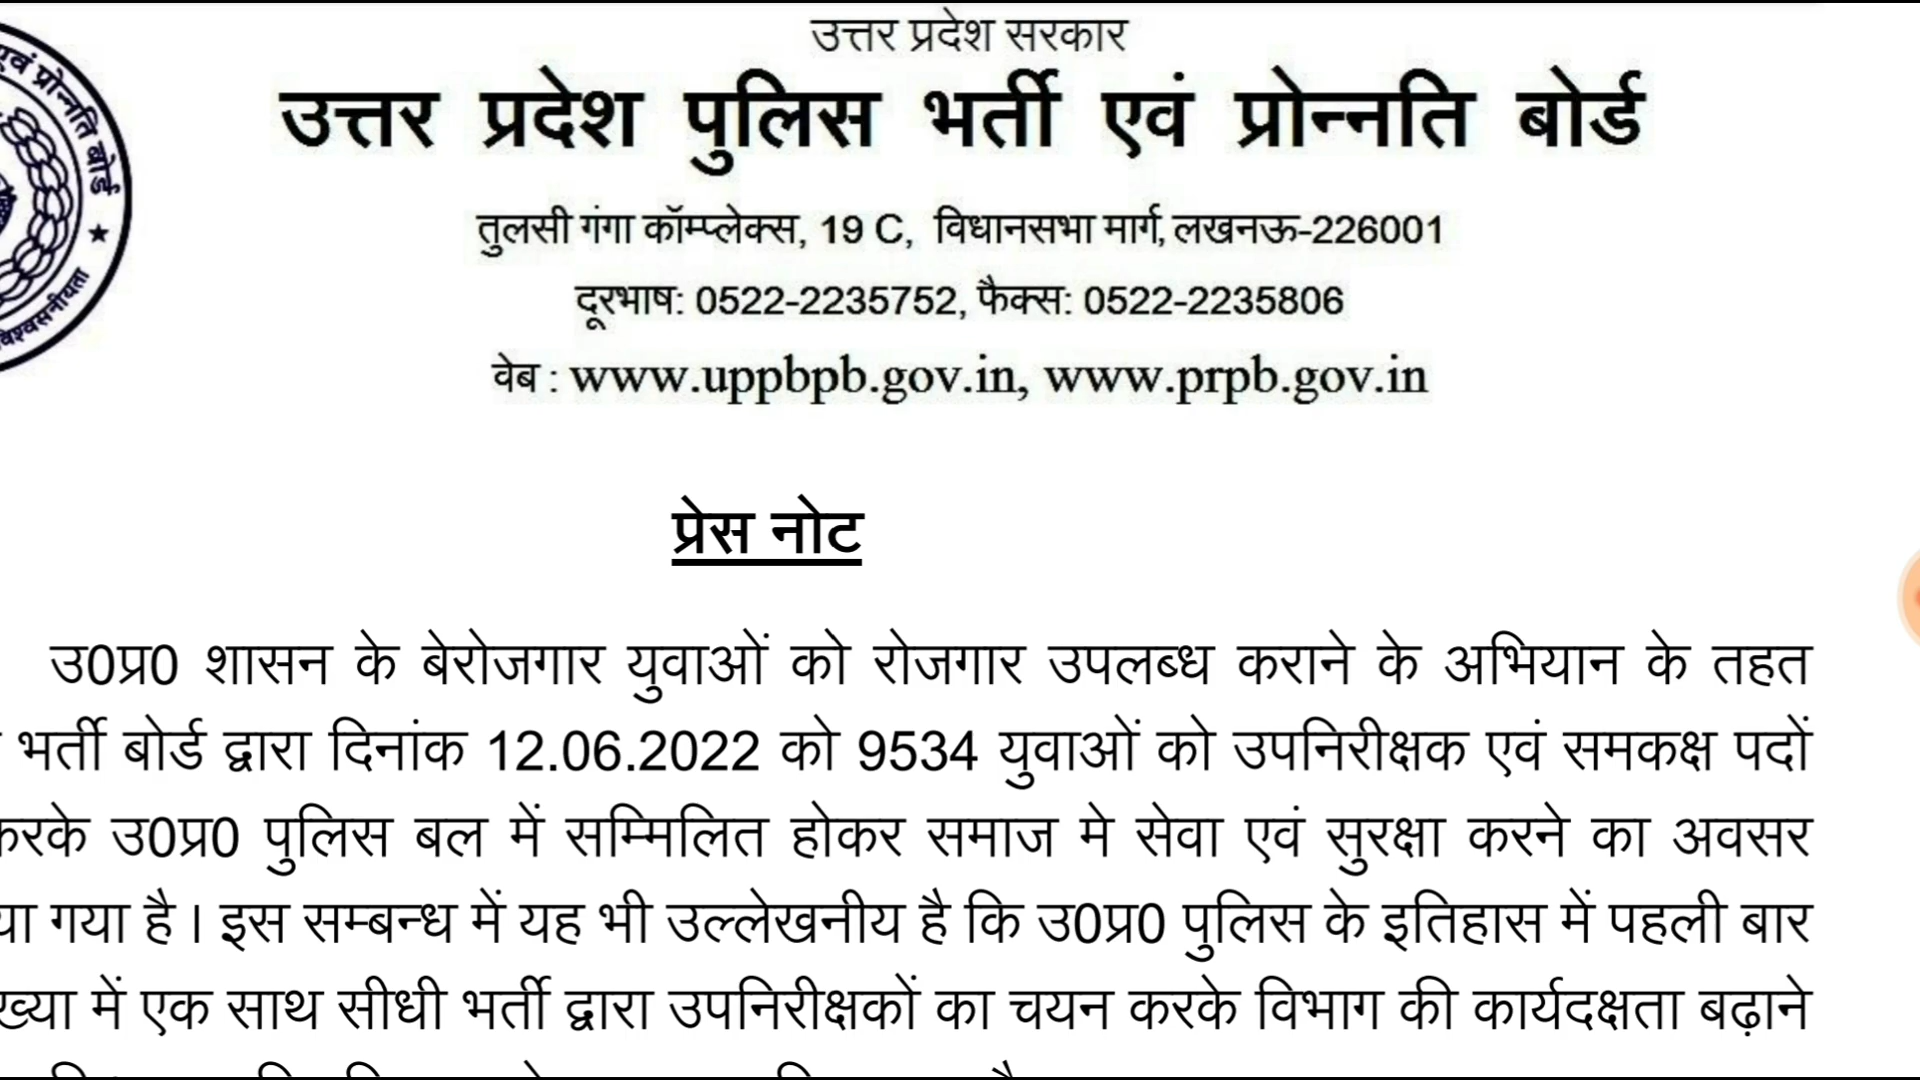 एवं प्रोन्नति बोर्ड ★
विश्वसनीयता
उत्तर प्रदेश सरकार
उत्तर प्रदेश पुलिस भर्ती एवं प्रोन्नति बोर्ड
तुलसी गंगा कॉम्प्लेक्स, 19 C, विधानसभा मार्ग, लखनऊ-226001
दूरभाष: 0522-2235752, फैक्स: 0522-2235806
वेब : www.uppbpb.gov.in, www.prpb.gov.in
प्रेस नोट
उ0प्र0 शासन के बेरोजगार युवाओं को रोजगार उपलब्ध कराने के अभियान के तहत
भर्ती बोर्ड द्वारा दिनांक 12.06.2022 को 9534 युवाओं को उपनिरीक्षक एवं समकक्ष पदों
करके उ0प्र0 पुलिस बल में सम्मिलित होकर समाज मे सेवा एवं सुरक्षा करने का अवसर
या गया है। इस सम्बन्ध में यह भी उल्लेखनीय है कि उ0प्र0 पुलिस के इतिहास में पहली बार
ख्या में एक साथ सीधी भर्ती द्वारा उपनिरीक्षकों का चयन करके विभाग की कार्यदक्षता बढ़ाने